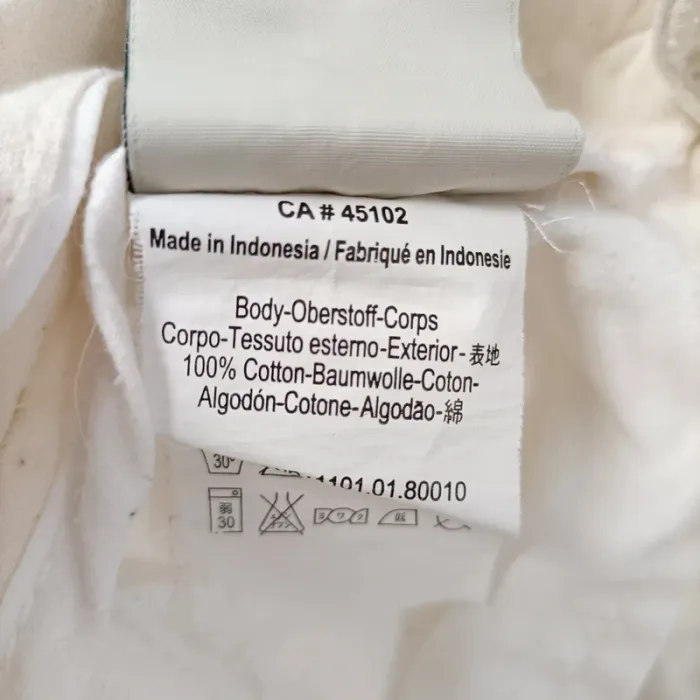 CA # 45102
Made in Indonesia / Fabriqué en Indonesie
Body-Oberstoff-Corps
Corpo-Tessuto esterno-Exterior-表地
100% Cotton-Baumwolle-Coton-
Algodón-Cotone-Algodão-綿
30°
1101.01.80010
弱
30